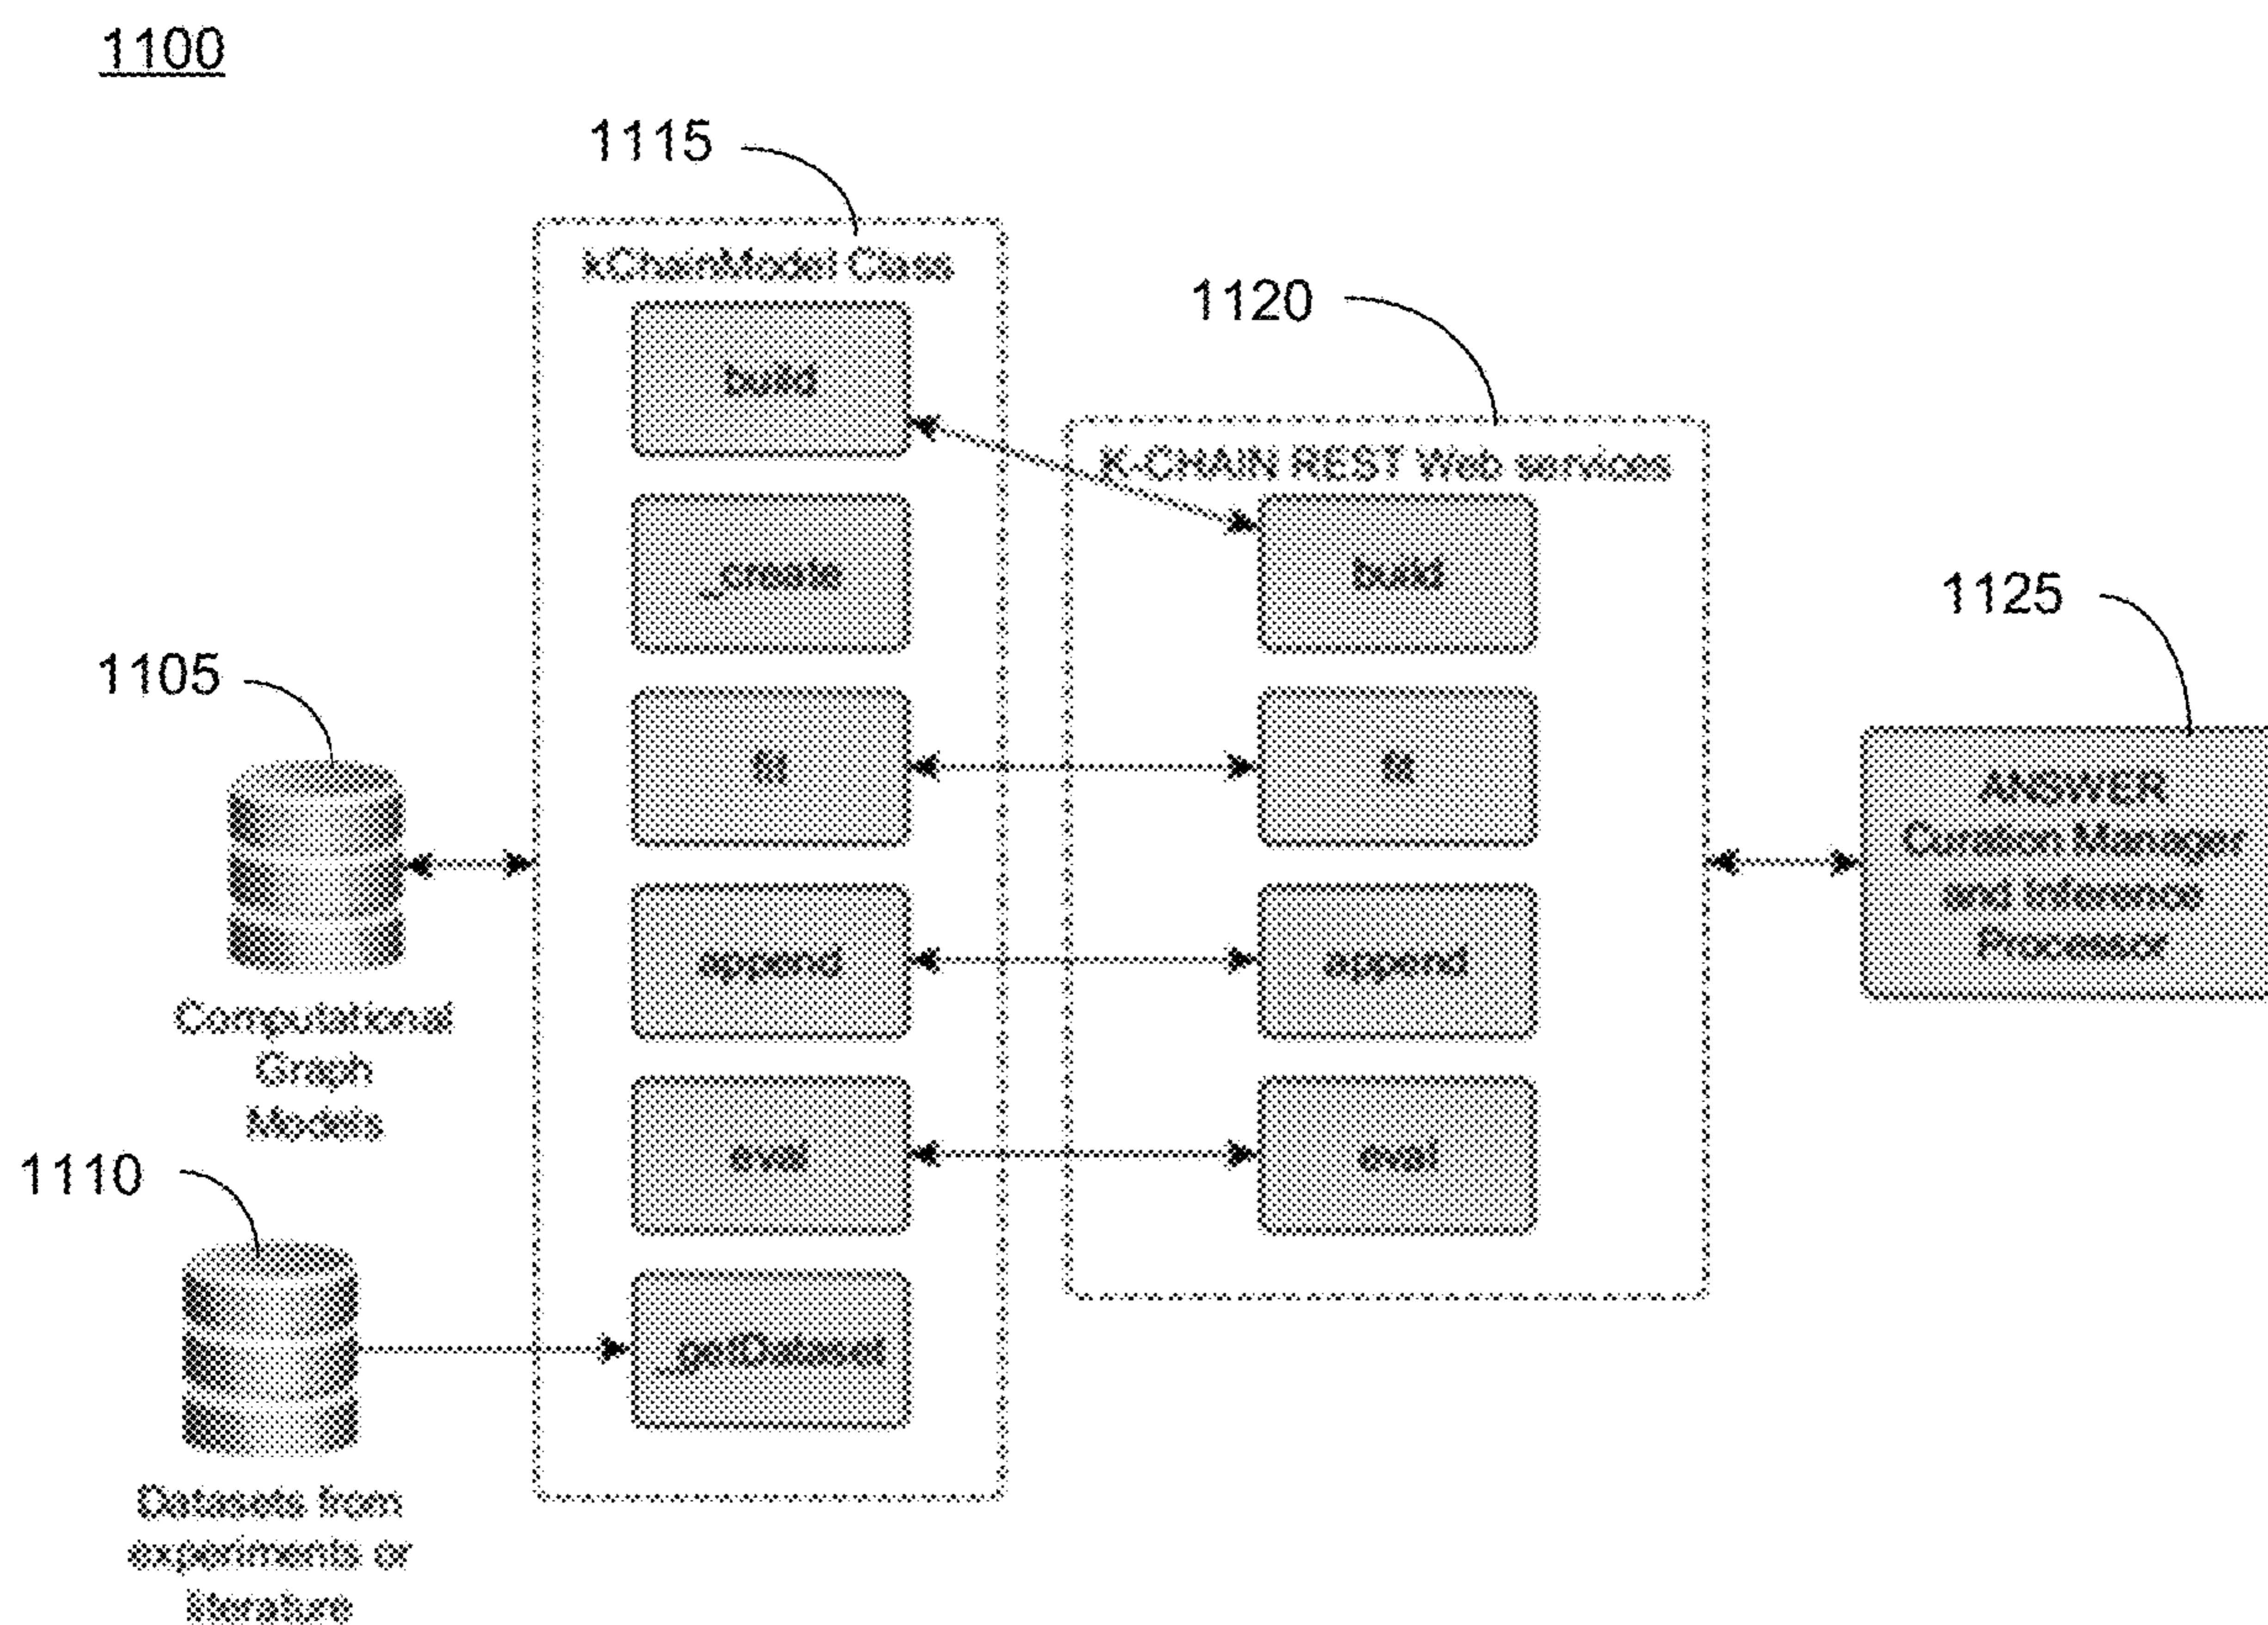 1100
1115
kChainModel Class
build
_create
fit
append
eval
_getDataset
1120
K-CHAIN REST Web services
build
fit
append
eval
1125
ANSWER
Curation Manager
and Inference
Processor
1105
Computational
Graph
Models
1110
Datasets from
experiments or
literature